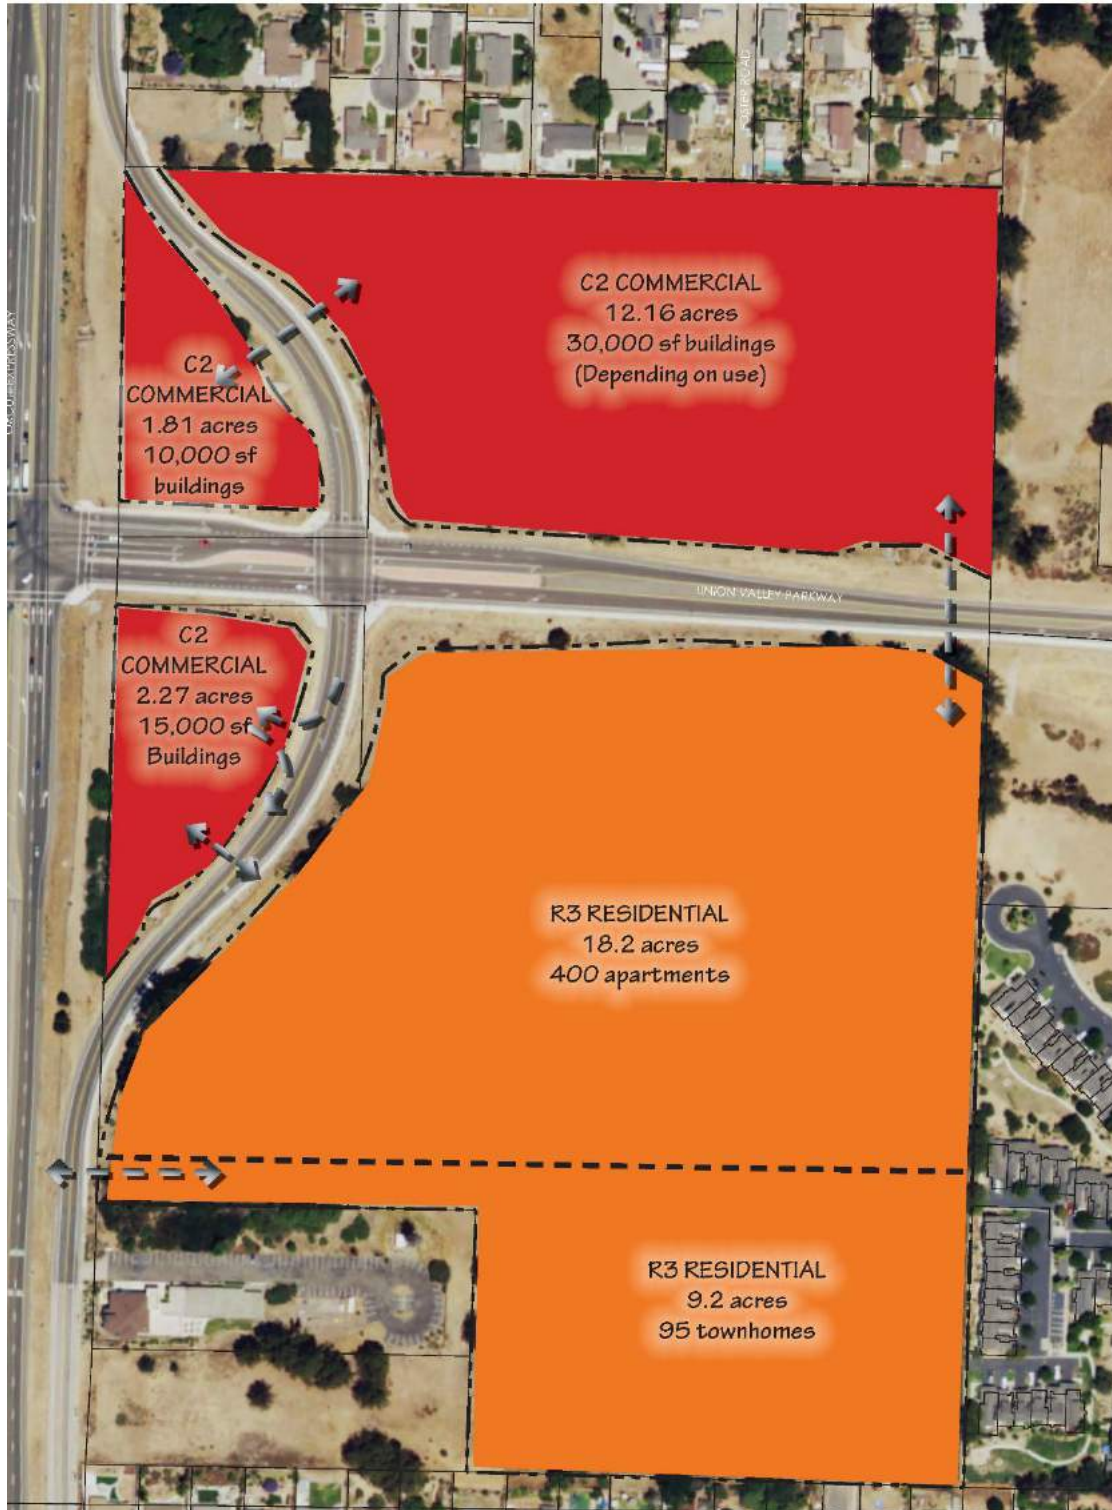 FOSTER ROAD
C2 COMMERCIAL
12.16 acres
30,000 sf buildings
(Depending on use)
C2
COMMERCIAL
1.81 acres
10,000 sf
buildings
UNION VALLEY PARKWAY
C2
COMMERCIAL
2.27 acres
15,000 sf
Buildings
R3 RESIDENTIAL
18.2 acres
400 apartments
R3 RESIDENTIAL
9.2 acres
95 townhomes